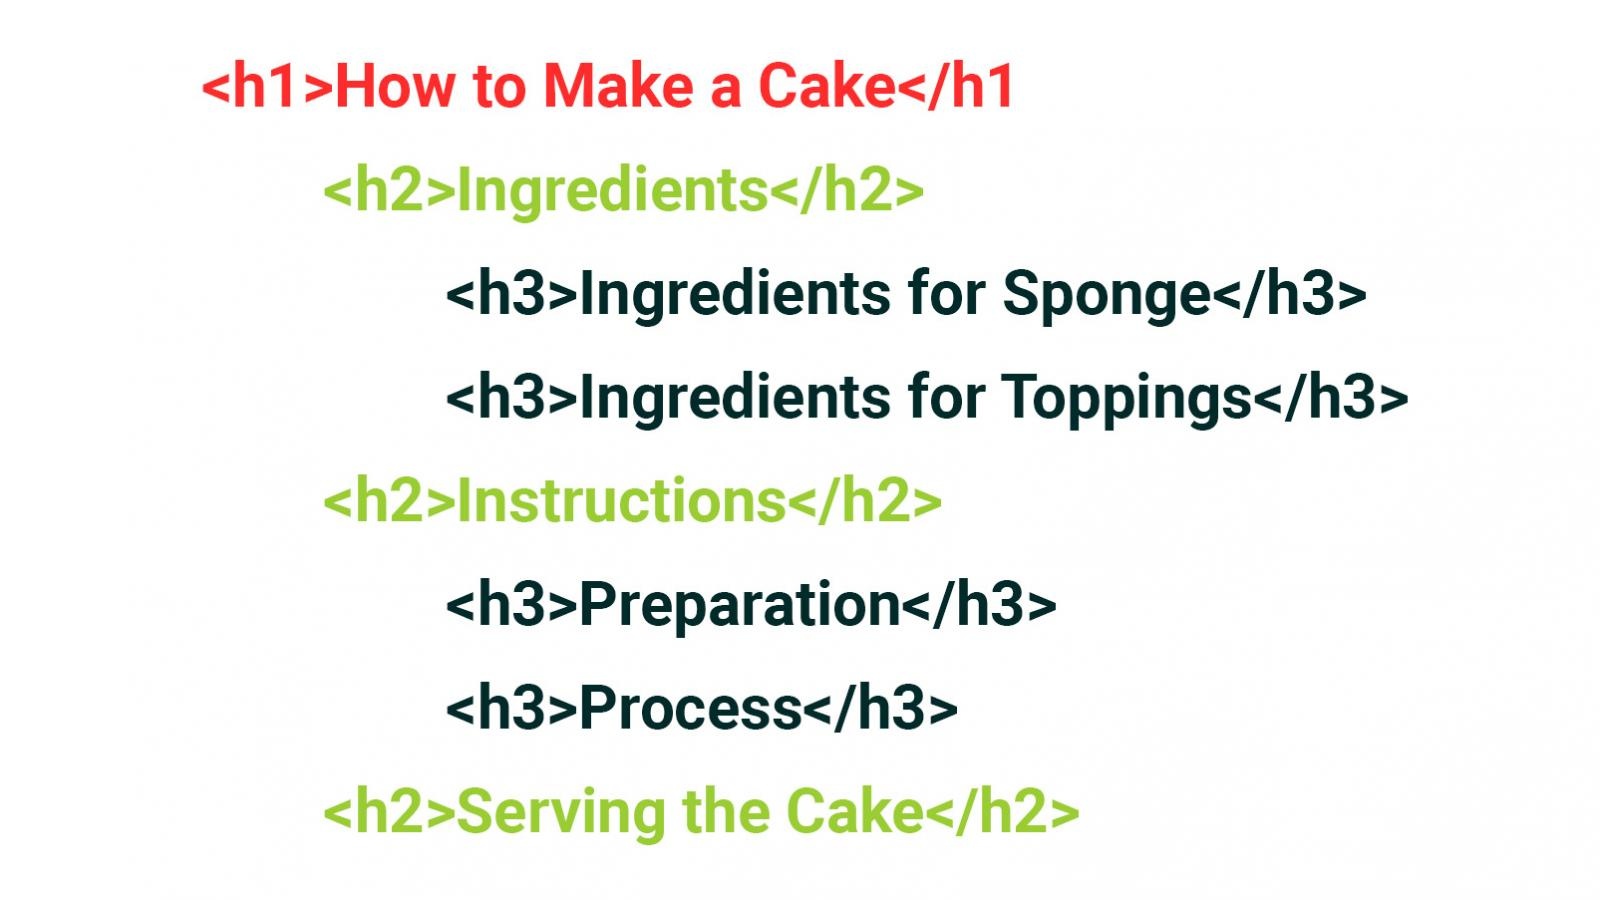 <h1>How to Make a Cake</h1
<h2>Ingredients</h2>
<h3>Ingredients for Sponge</h3>
<h3>Ingredients for Toppings</h3>
<h2>Instructions</h2>
<h3>Preparation</h3>
<h3>Process</h3>
<h2>Serving the Cake</h2>